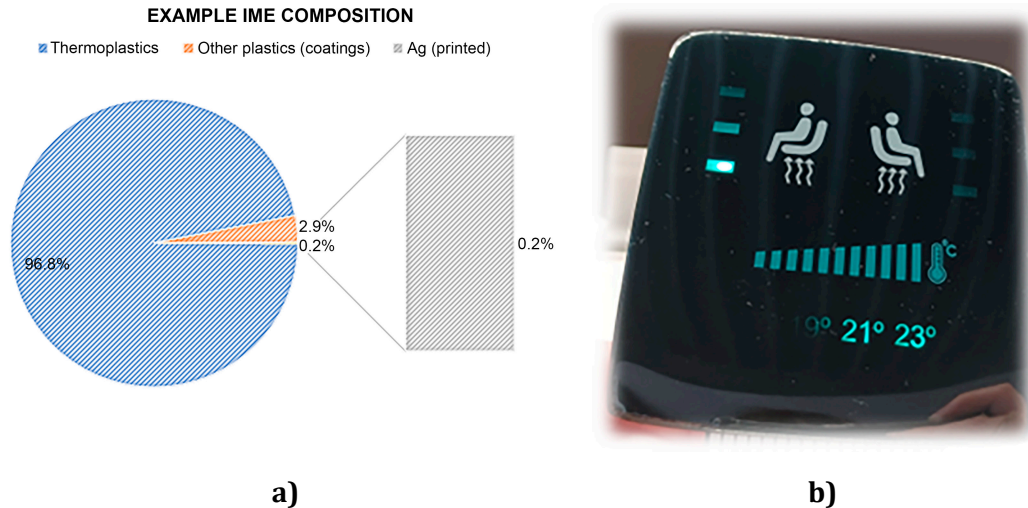 EXAMPLE IME COMPOSITION
Thermoplastics Other plastics (coatings) Ag (printed)
2.9%
0.2%
0.2%
96.8%
°C
19° 21° 23°
a) b)